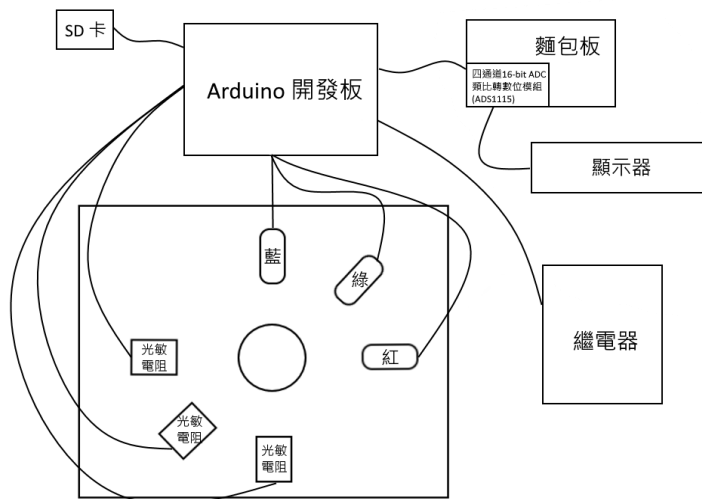 SD 卡
Arduino 開發板
麵包板
四通道16-bit ADC
類比轉數位模組
(ADS1115)
顯示器
藍
綠
紅
繼電器
光敏
電阻
光敏
電阻
光敏
電阻